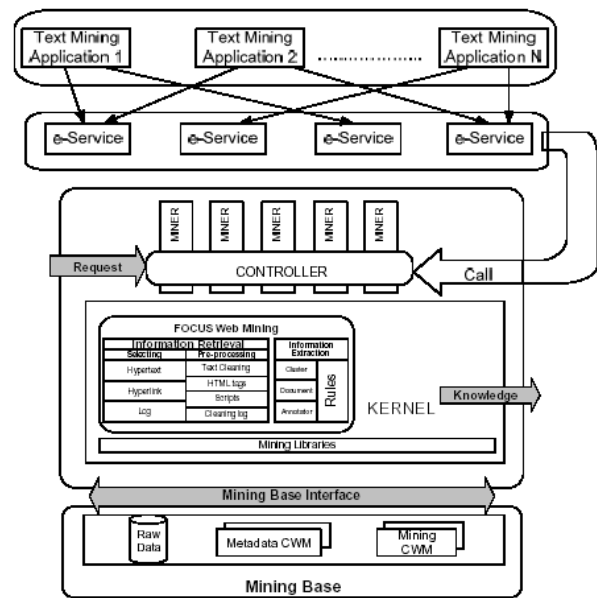 Text Mining
Application 1
Text Mining
Application 2
Text Mining
Application N
e-Service
e-Service
e-Service
e-Service
MINER
MINER
MINER
MINER
MINER
Request
CONTROLLER
Call
FOCUS Web Mining
Information Retrieval
Selecting
Pre-processing
Hypertext
Hyperlink
Log
Text Cleaning
HTML tags
Scripts
Cleaning log
Information
Extraction
Cluster
Document
Annotator
Rules
KERNEL
Knowledge
Mining Libraries
Mining Base Interface
Raw
Data
Metadata CWM
Mining
CWM
Mining Base